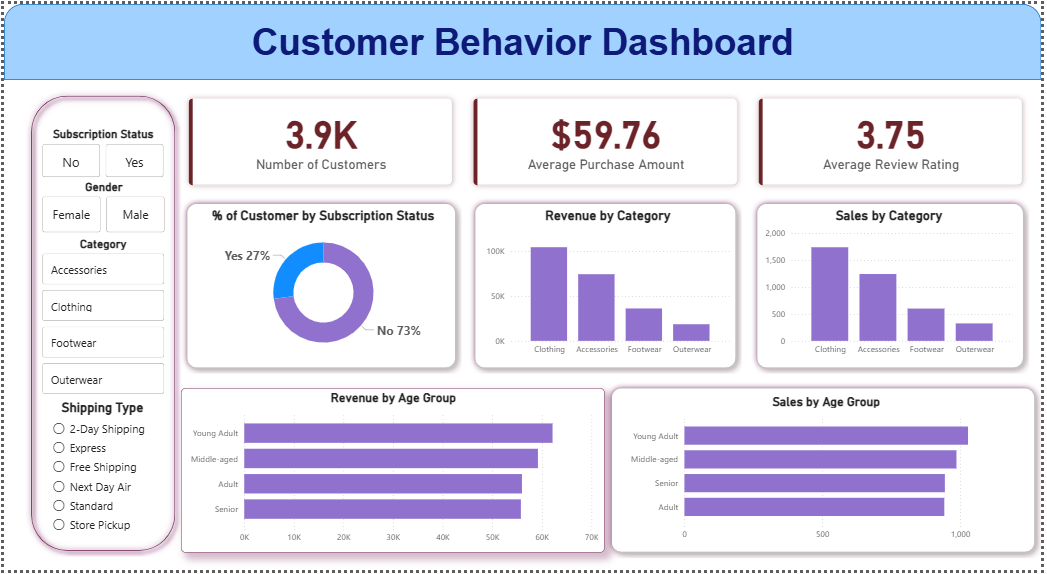 Customer Behavior Dashboard
Subscription Status
No Yes
Gender
Female Male
Category
Accessories
Clothing
Footwear
Outerwear
Shipping Type
2-Day Shipping
Express
Free Shipping
Next Day Air
Standard
Store Pickup
3.9K
Number of Customers
$59.76
Average Purchase Amount
3.75
Average Review Rating
% of Customer by Subscription Status
Yes 27%
No 73%
Revenue by Category
100K
50K
0K
Clothing Accessories Footwear Outerwear
Sales by Category
2,000
1,500
1,000
500
0
Clothing Accessories Footwear Outerwear
Revenue by Age Group
Young Adult
Middle-aged
Adult
Senior
0K 10K 20K 30K 40K 50K 60K 70K
Sales by Age Group
Young Adult
Middle-aged
Senior
Adult
0 500 1,000